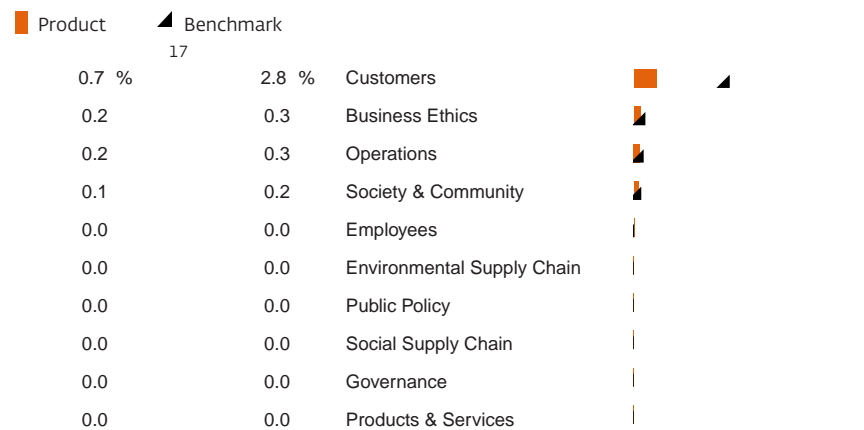 Product Benchmark
17
0.7 % 2.8 % Customers
0.2 0.3 Business Ethics
0.2 0.3 Operations
0.1 0.2 Society & Community
0.0 0.0 Employees
0.0 0.0 Environmental Supply Chain
0.0 0.0 Public Policy
0.0 0.0 Social Supply Chain
0.0 0.0 Governance
0.0 0.0 Products & Services